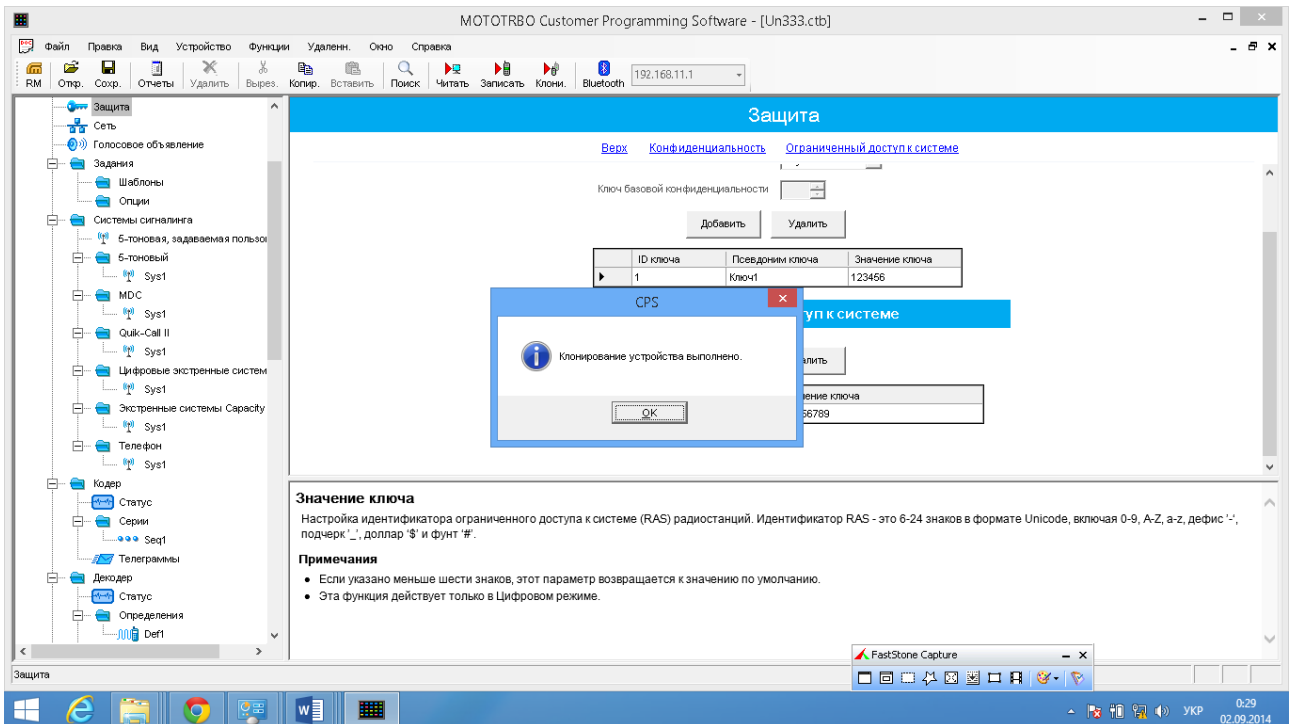 MOTOTRBO Customer Programming Software - [Un333.ctb]
Файл Правка Вид Устройство Функции Удаленн. Окно Справка
RM Откр. Сохр. Отчеты Удалить Вырез. Копир. Вставить Поиск Читать Записать Клони. Bluetooth 192.168.11.1
Защита
Сеть
Голосовое объявление
Задания
Шаблоны
Опции
Системы сигналинга
5-тоновая, задаваемая
5-тоновый
Sys1
MDC
Sys1
Quik-Call II
Sys1
Цифровые экстренные
Sys1
Экстренные системы Capacity
Sys1
Телефон
Sys1
Кодер
Статус
Серии
Seq1
Телеграммы
Декодер
Статус
Определения
Def1
Защита
Верх Конфиденциальность Ограниченный доступ к системе
Ключ базовой конфиденциальности
Добавить Удалить
ID ключа Псевдоним ключа Значение ключа
1 Ключ1 123456
к системе
CPS
Клонирование устройства выполнено.
OK
ключа
56789
Значение ключа
Настройка идентификатора ограниченного доступа к системе (RAS) радиостанций. Идентификатор RAS - это 6-24 знаков в формате Unicode, включая 0-9, A-Z, a-z, дефис '-',
подчерк '_', доллар '$' и фунт '#'.
Примечания
• Если указано меньше шести знаков, этот параметр возвращается к значению по умолчанию.
• Эта функция действует только в Цифровом режиме.
FastStone Capture
Защита
УКР
0:29
02.09.2014